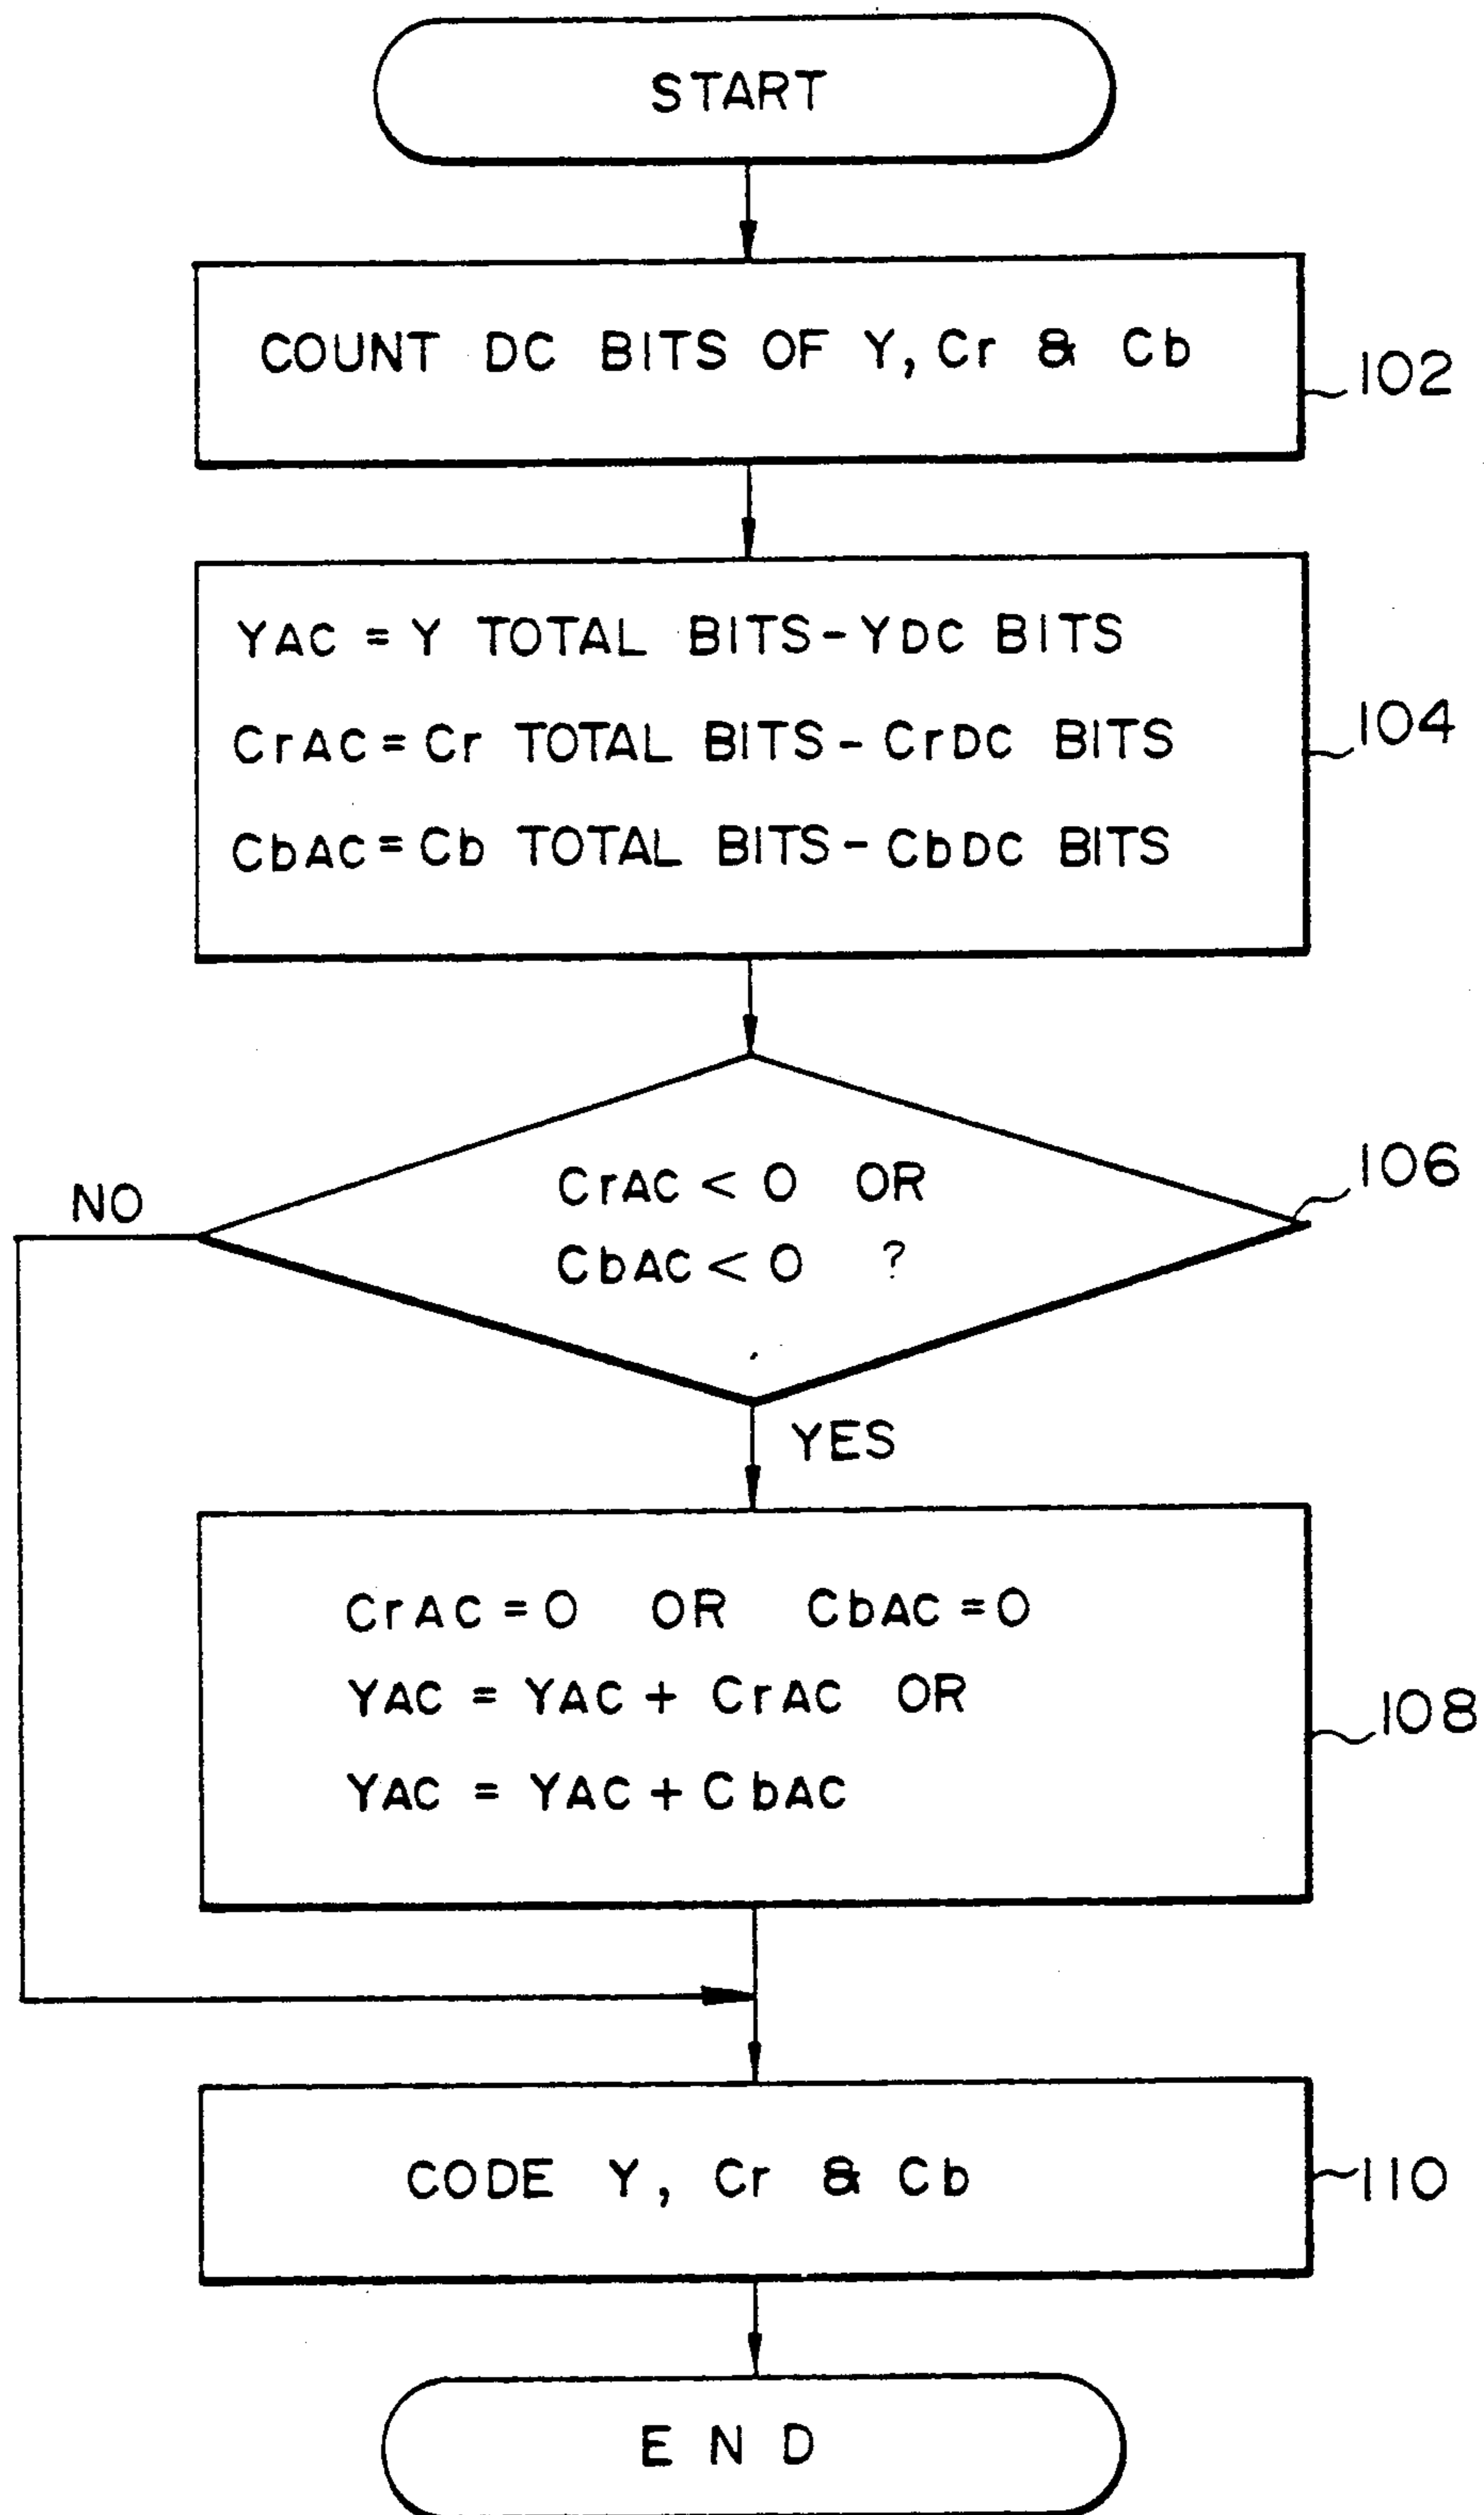 START
COUNT DC BITS OF Y, Cr & Cb
102
YAC = Y TOTAL BITS-YDC BITS
CrAC = Cr TOTAL BITS - CrDC BITS
CbAC = Cb TOTAL BITS - CbDC BITS
104
CrAC < 0 OR
CbAC < 0 ?
106
NO
YES
CrAC = 0 OR CbAC = 0
YAC = YAC + CrAC OR
YAC = YAC + CbAC
108
CODE Y, Cr & Cb
110
END